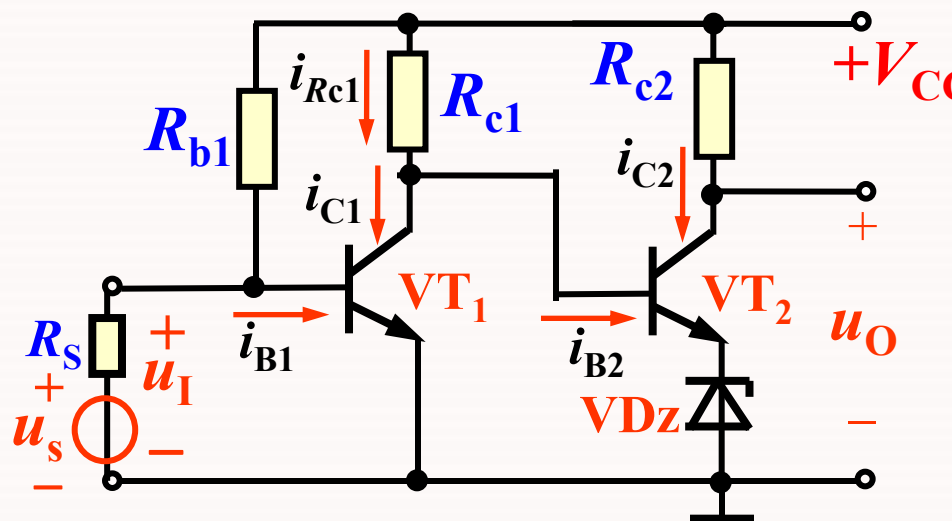 +V_CC
i_Rc1
R_c1
R_c2
R_b1
i_C1
i_C2
+
VT_1
VT_2
u_O
R_S
+
i_B1
i_B2
+
u_I
u_s
VDz
−
−
−